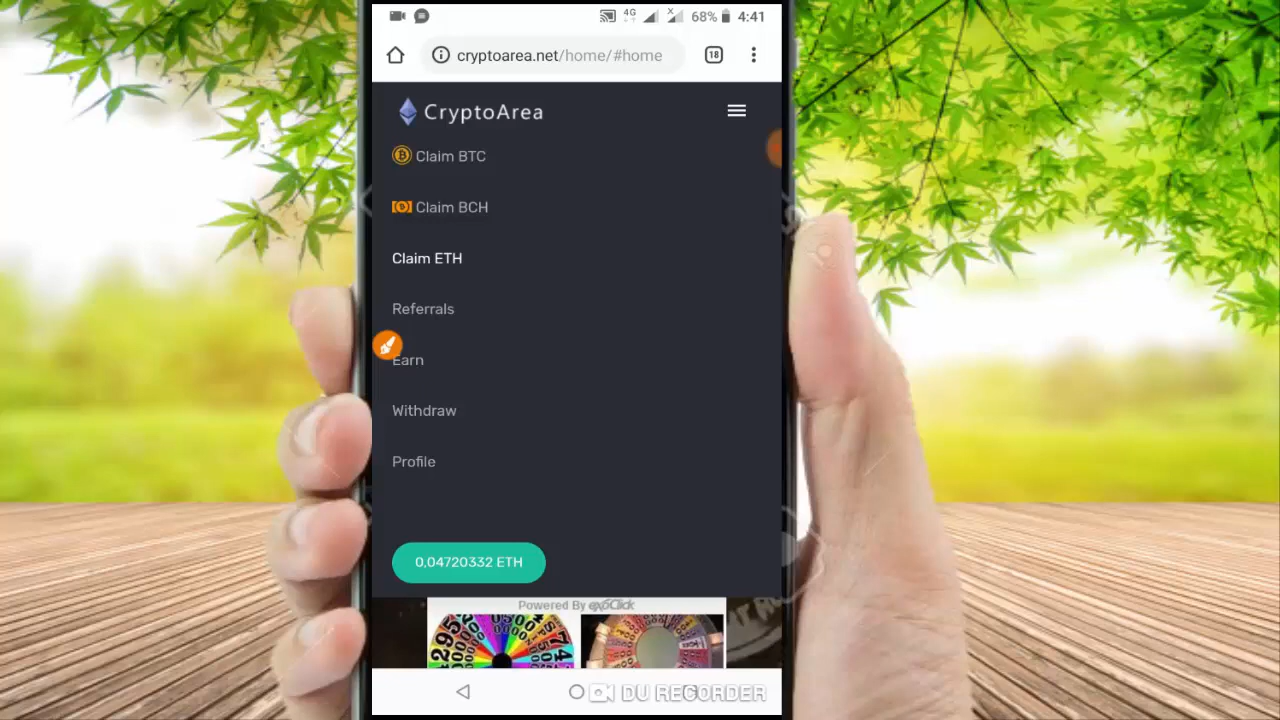 4G 68% 4:41
cryptoarea.net/home/#home 18
CryptoArea
Claim BTC
Claim BCH
Claim ETH
Referrals
Earn
Withdraw
Profile
0,04720332 ETH
Powered By exoClick
DU RECORDER